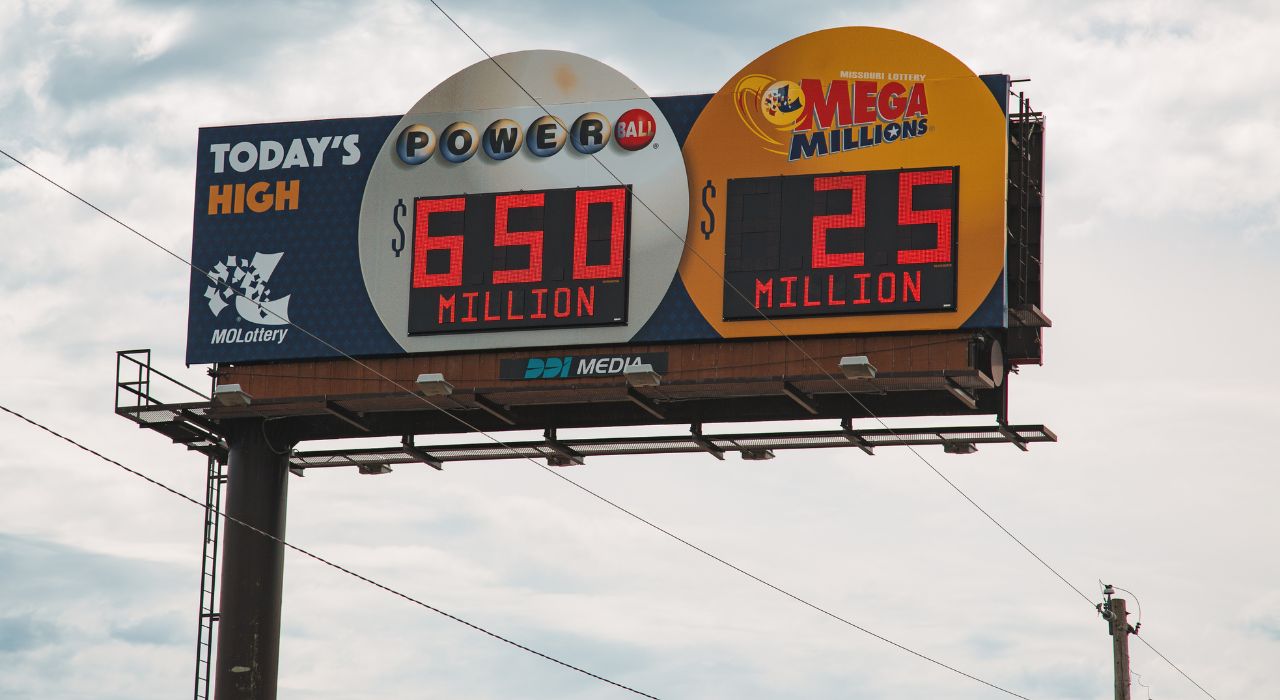 TODAY'S
HIGH
MOLottery
POWERBALL
$ 650
MILLION
MISSOURI LOTTERY
MEGA
MILLIONS
$ 25
MILLION
DDI MEDIA